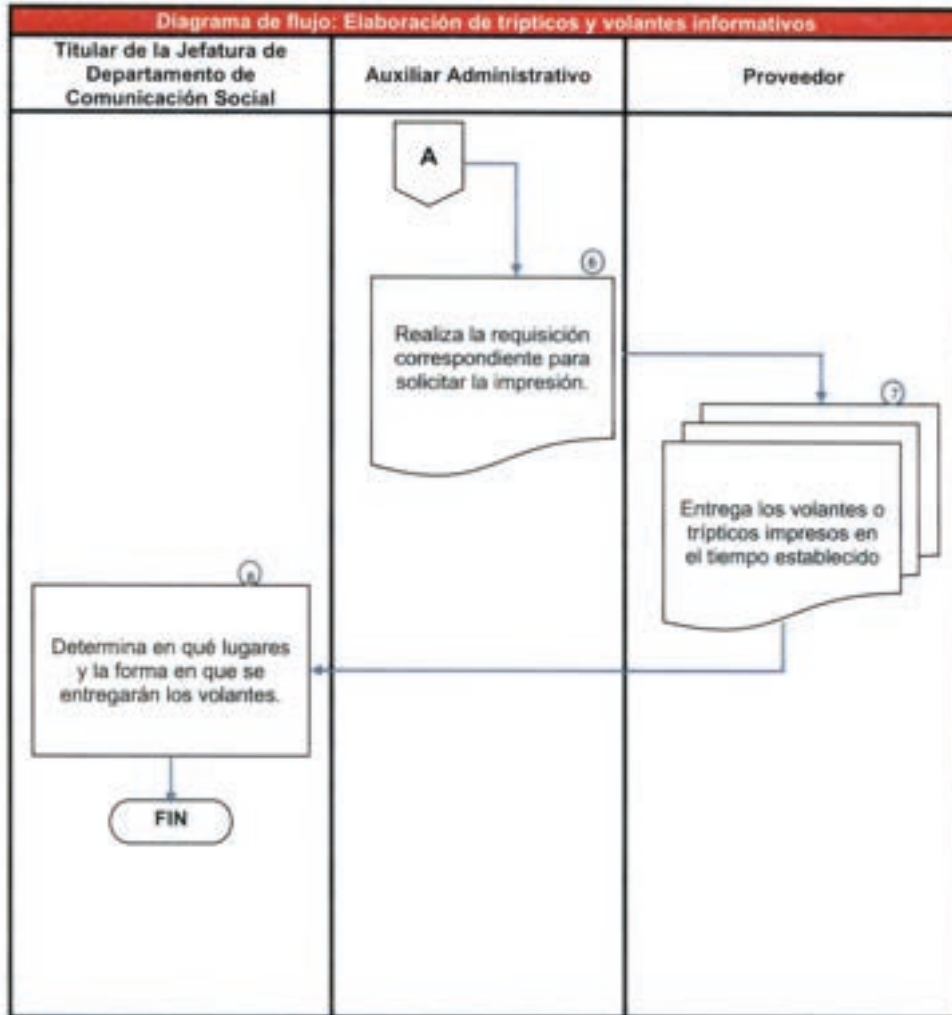 Diagrama de flujo: Elaboración de trípticos y volantes informativos
Titular de la Jefatura de
Departamento de
Comunicación Social
Auxiliar Administrativo
Proveedor
A
6
Realiza la requisición
correspondiente para
solicitar la impresión.
7
Entrega los volantes o
trípticos impresos en
el tiempo establecido
8
Determina en qué lugares
y la forma en que se
entregarán los volantes.
FIN